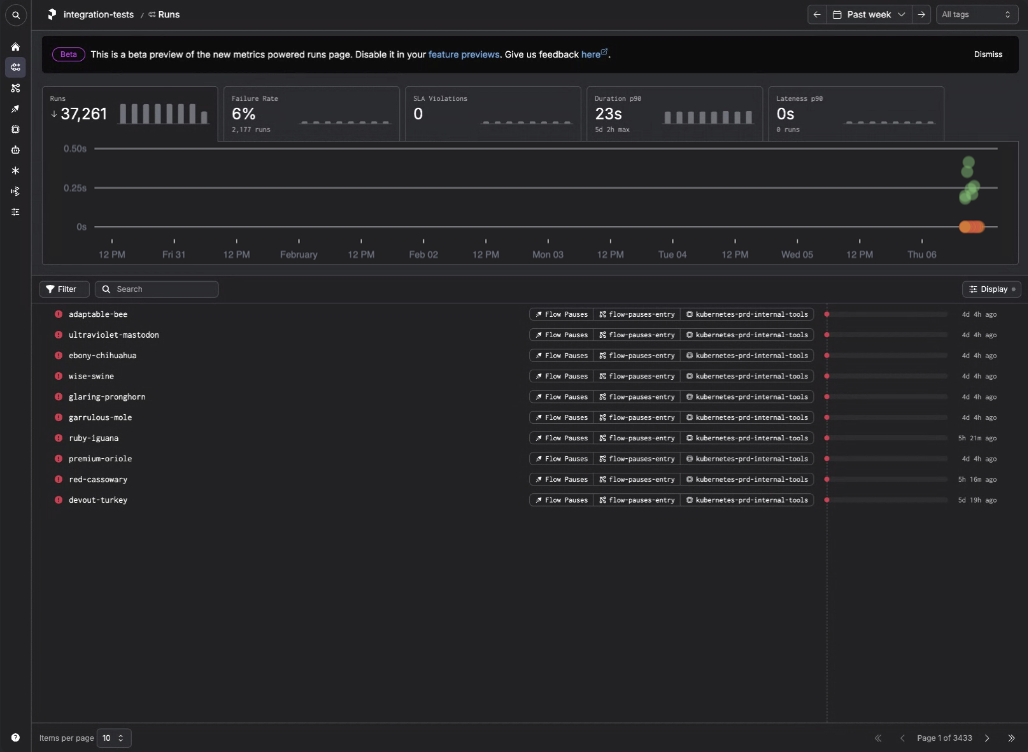 integration-tests / Runs
Past week
All tags
Beta This is a beta preview of the new metrics powered runs page. Disable it in your feature previews. Give us feedback here.
Dismiss
Runs
37,261
Failure Rate
6%
2,177 runs
SLA Violations
0
Duration p90
23s
5d 2h max
Lateness p90
0s
0 runs
0.50s
0.25s
0s
12 PM Fri 31 12 PM February 12 PM Feb 02 12 PM Mon 03 12 PM Tue 04 12 PM Wed 05 12 PM Thu 06
Filter
Search
Display
adaptable-bee Flow Pauses flow-pauses-entry kubernetes-prd-internal-tools 4d 4h ago
ultraviolet-mastodon Flow Pauses flow-pauses-entry kubernetes-prd-internal-tools 4d 4h ago
ebony-chihuahua Flow Pauses flow-pauses-entry kubernetes-prd-internal-tools 4d 4h ago
wise-swine Flow Pauses flow-pauses-entry kubernetes-prd-internal-tools 4d 4h ago
glaring-pronghorn Flow Pauses flow-pauses-entry kubernetes-prd-internal-tools 4d 4h ago
garrulous-mole Flow Pauses flow-pauses-entry kubernetes-prd-internal-tools 4d 4h ago
ruby-iguana Flow Pauses flow-pauses-entry kubernetes-prd-internal-tools 5h 21m ago
premium-oriole Flow Pauses flow-pauses-entry kubernetes-prd-internal-tools 4d 4h ago
red-cassowary Flow Pauses flow-pauses-entry kubernetes-prd-internal-tools 5h 16m ago
devout-turkey Flow Pauses flow-pauses-entry kubernetes-prd-internal-tools 5d 19h ago
Items per page 10
Page 1 of 3433